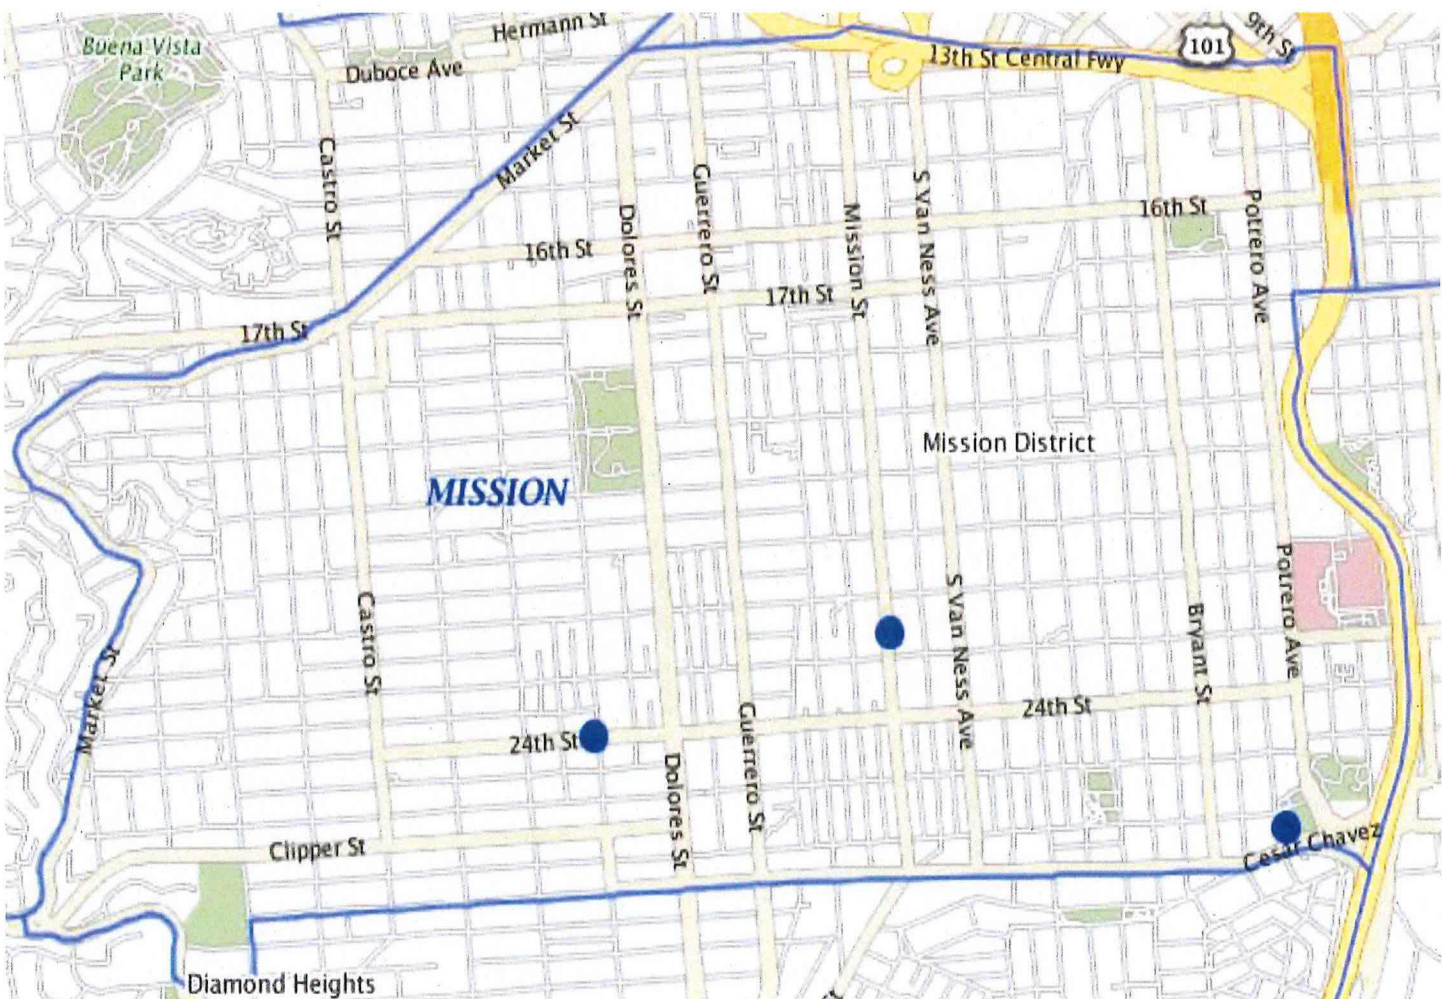 Hermann St
9th St
Buena Vista
Park
101
Duboce Ave
13th St Central Fwy
Market St
Castro St
Guerrero St
S Van Ness Ave
16th St
Potrero Ave
Dolores St
Mission St
16th St
17th St
17th St
Mission District
MISSION
Potrero Ave
Castro St
S Van Ness Ave
Bryant St
Market St
24th St
24th St
Guerrero St
Dolores St
Clipper St
Cesar Chavez
Diamond Heights